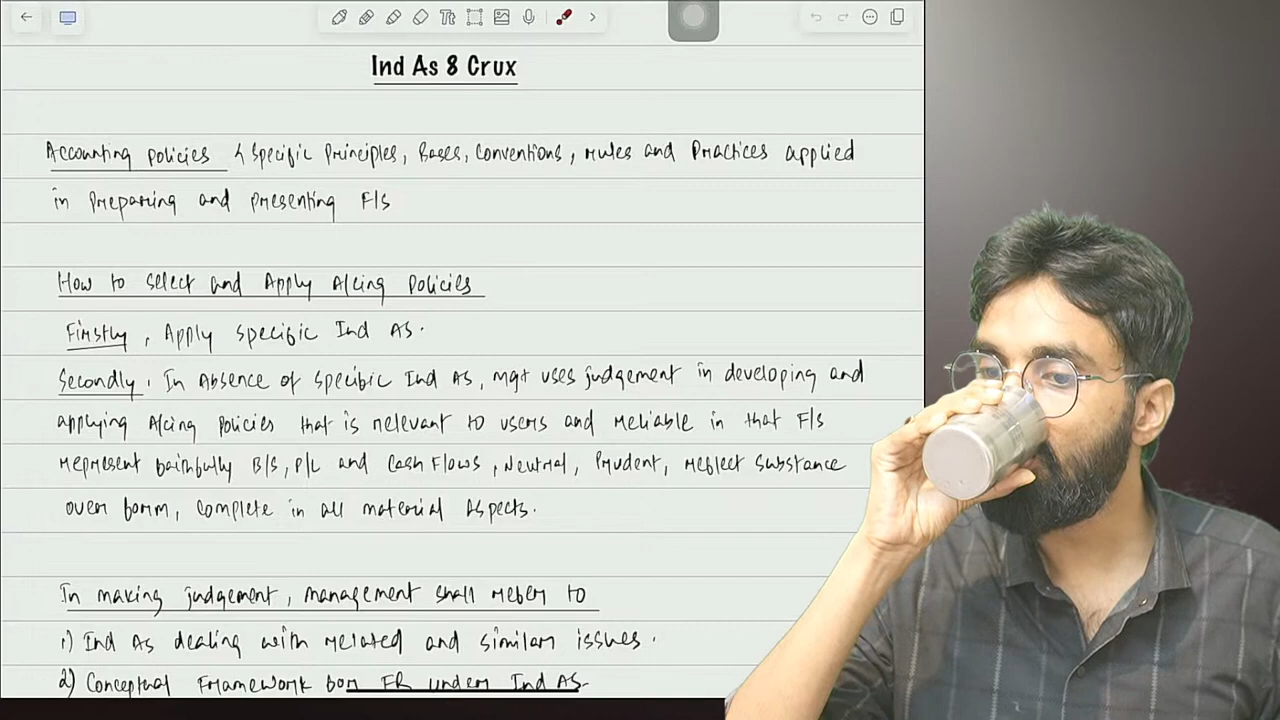 Ind As 8 Crux
Accounting policies ↳ Specific Principles, Bases, Conventions, rules and Practices applied
in Preparing and presenting F/S
How to select and Apply A/cing Policies
Firstly, Apply specific Ind AS.
Secondly, In Absence of specific Ind AS, Mgt uses judgement in developing and
applying A/cing Policies that is relevant to users and reliable in that F/S
represent faithfully B/S, P/L and Cash Flows, Neutral, Prudent, reflect Substance
over form, complete in all material Aspects.
In making judgement, management shall refer to
1) Ind As dealing with related and similar issues.
2) Conceptual Framework for FR under Ind AS